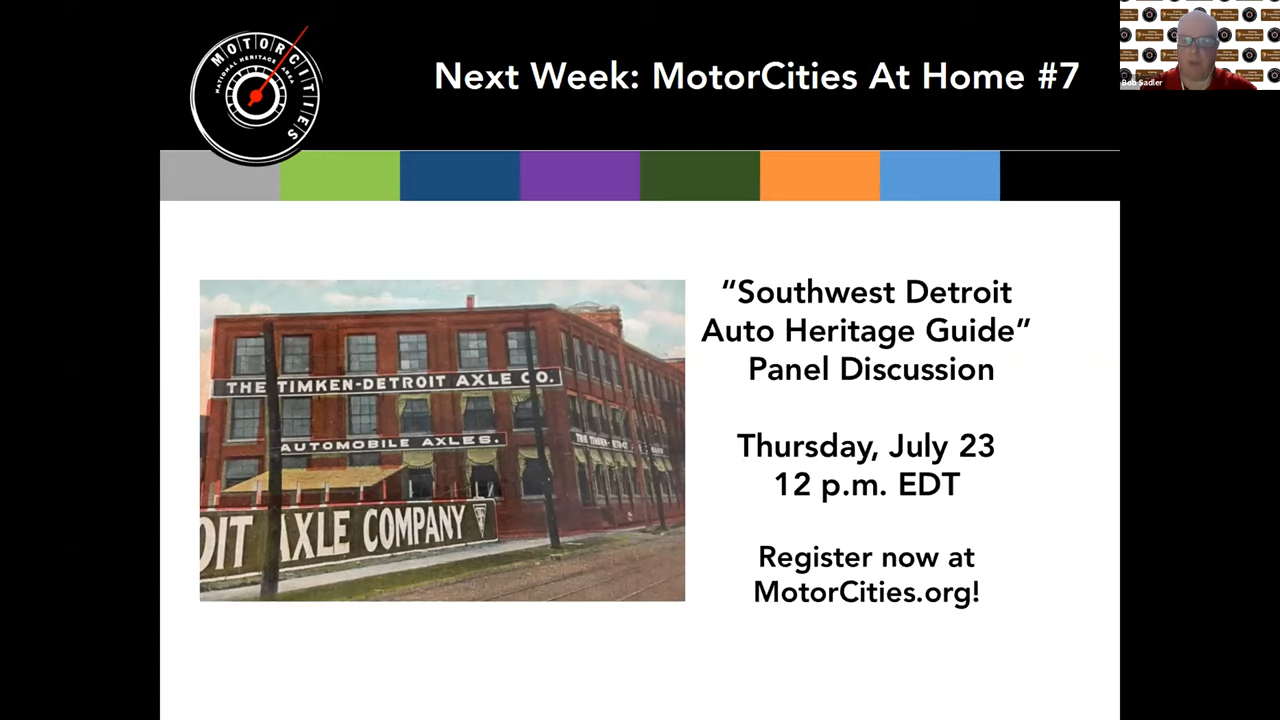 MOTORCITIES
NATIONAL HERITAGE AREA
Next Week: MotorCities At Home #7
Bob Sadler
THE TIMKEN-DETROIT AXLE CO.
AUTOMOBILE AXLES.
OIT AXLE COMPANY
“Southwest Detroit
Auto Heritage Guide”
Panel Discussion
Thursday, July 23
12 p.m. EDT
Register now at
MotorCities.org!